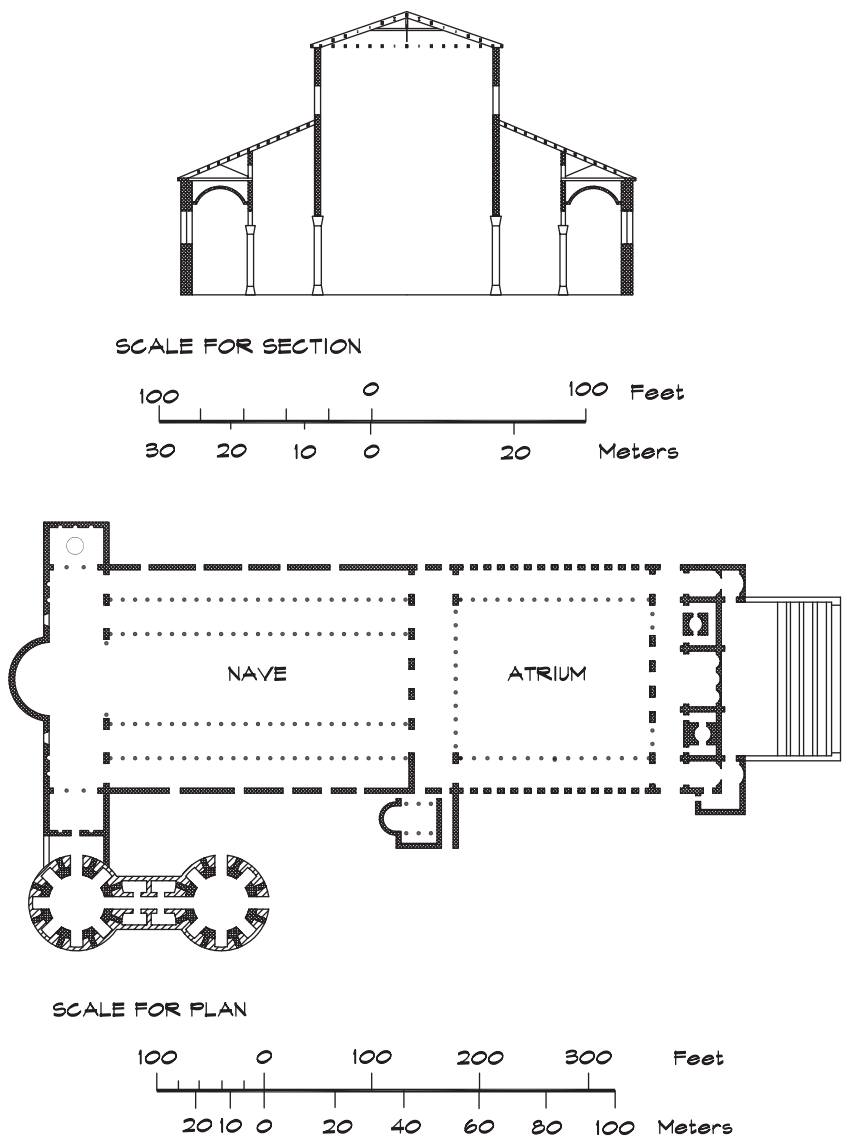 SCALE FOR SECTION
100 0 100 Feet
30 20 10 0 20 Meters
NAVE ATRIUM
SCALE FOR PLAN
100 0 100 200 300 Feet
20 10 0 20 40 60 80 100 Meters